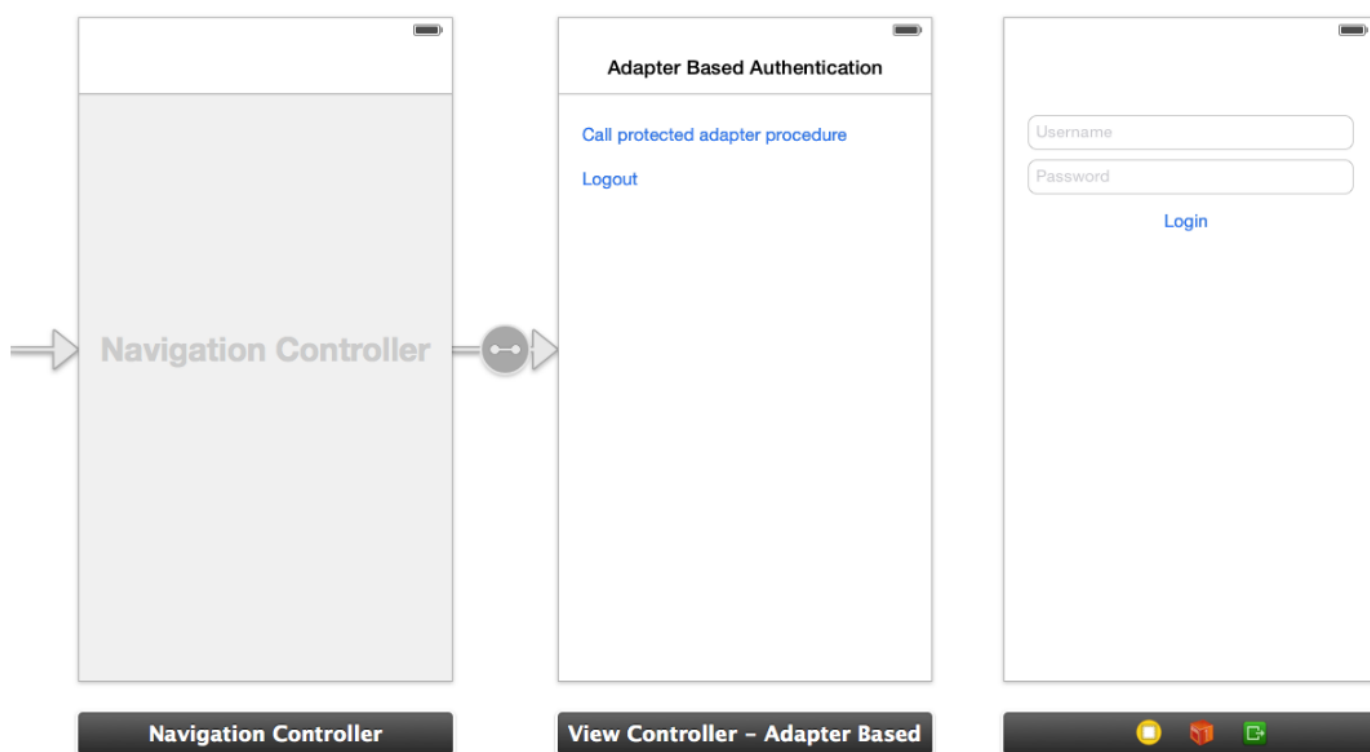 Navigation Controller
Navigation Controller
Adapter Based Authentication
Call protected adapter procedure
Logout
View Controller – Adapter Based
Username
Password
Login